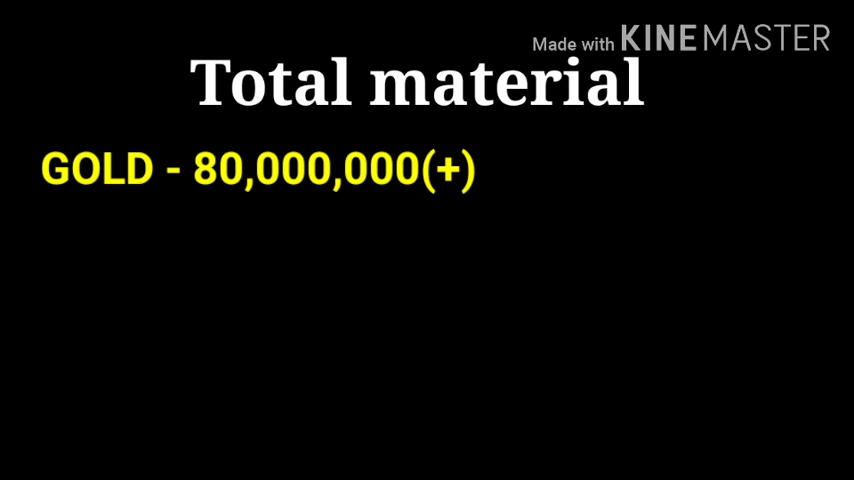 Made with KINEMASTER
Total material
GOLD - 80,000,000(+)